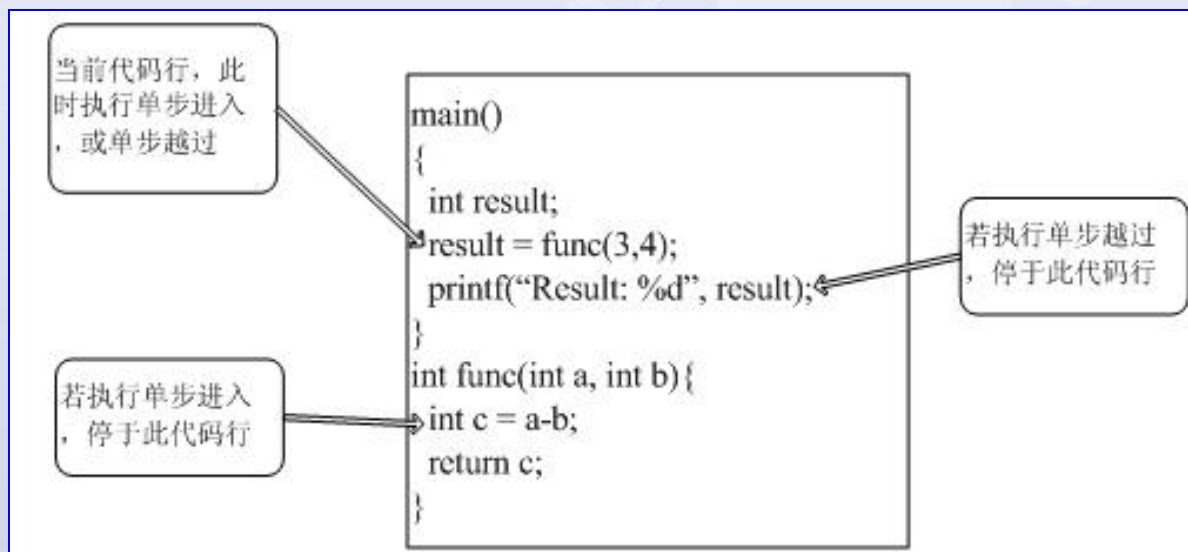 当前代码行，此
时执行单步进入
，或单步越过
main()
{
int result;
result = func(3,4);
printf(“Result: %d”, result);
}
int func(int a, int b){
int c = a-b;
return c;
}
若执行单步越过
，停于此代码行
若执行单步进入
，停于此代码行